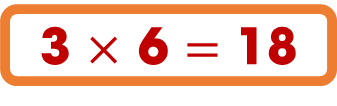 3 × 6 = 18